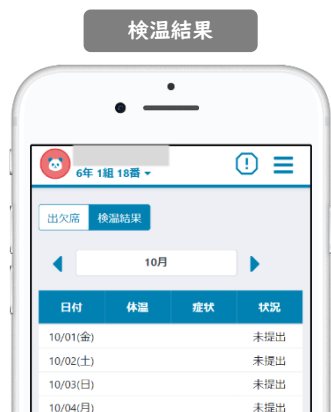 検温結果
6年 1組 18番
出欠席 検温結果
10月
日付 体温 症状 状況
10/01(金) 未提出
10/02(土) 未提出
10/03(日) 未提出
10/04(月) 未提出